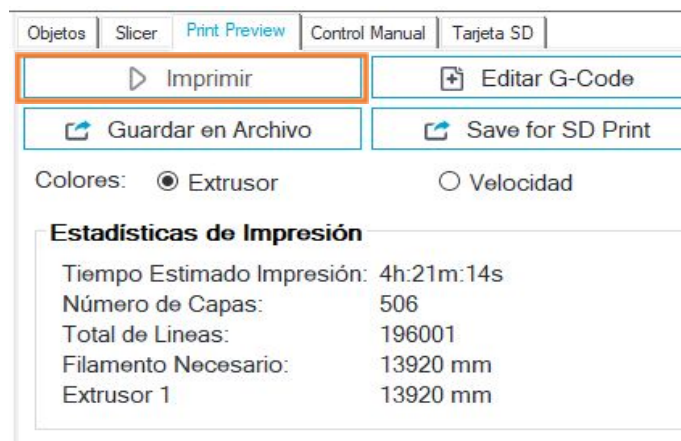 Objetos Slicer Print Preview Control Manual Tarjeta SD
Imprimir Editar G-Code
Guardar en Archivo Save for SD Print
Colores: Extrusor Velocidad
Estadísticas de Impresión
Tiempo Estimado Impresión: 4h:21m:14s
Número de Capas: 506
Total de Lineas: 196001
Filamento Necesario: 13920 mm
Extrusor 1 13920 mm